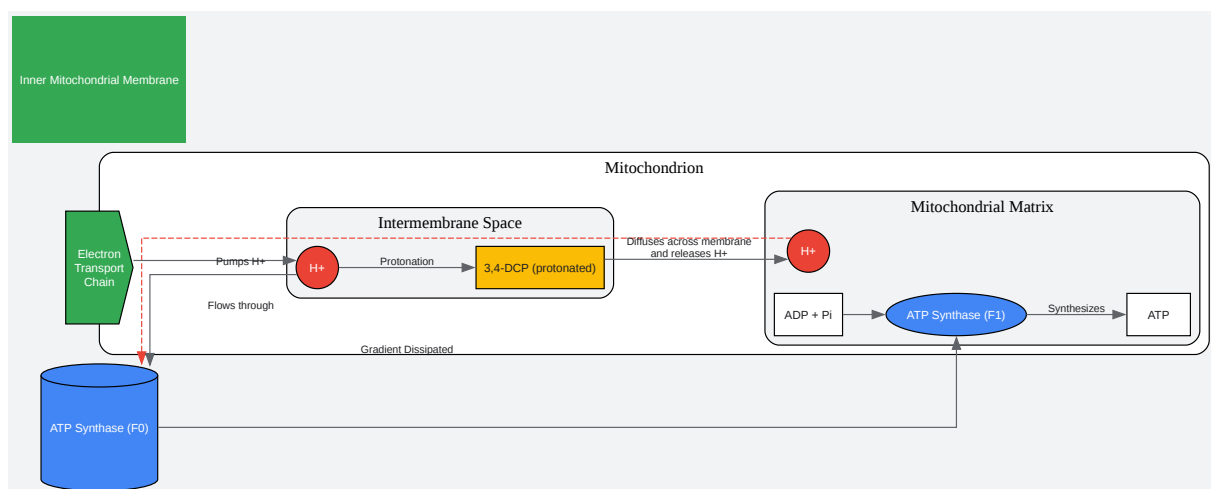 Inner Mitochondrial Membrane
Mitochondrion
Intermembrane Space
Mitochondrial Matrix
Electron
Transport
Chain
Pumps H+
H+
Protonation
3,4-DCP (protonated)
Diffuses across membrane
and releases H+
H+
Flows through
ADP + Pi
ATP Synthase (F1)
Synthesizes
ATP
Gradient Dissipated
ATP Synthase (F0)